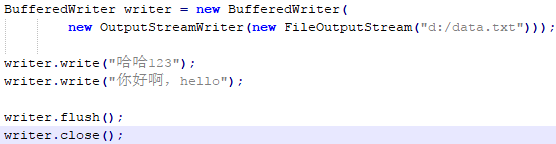 BufferedWriter writer = new BufferedWriter(
new OutputStreamWriter(new FileOutputStream("d:/data.txt")));
writer.write("哈哈123");
writer.write("你好啊，hello");
writer.flush();
writer.close();